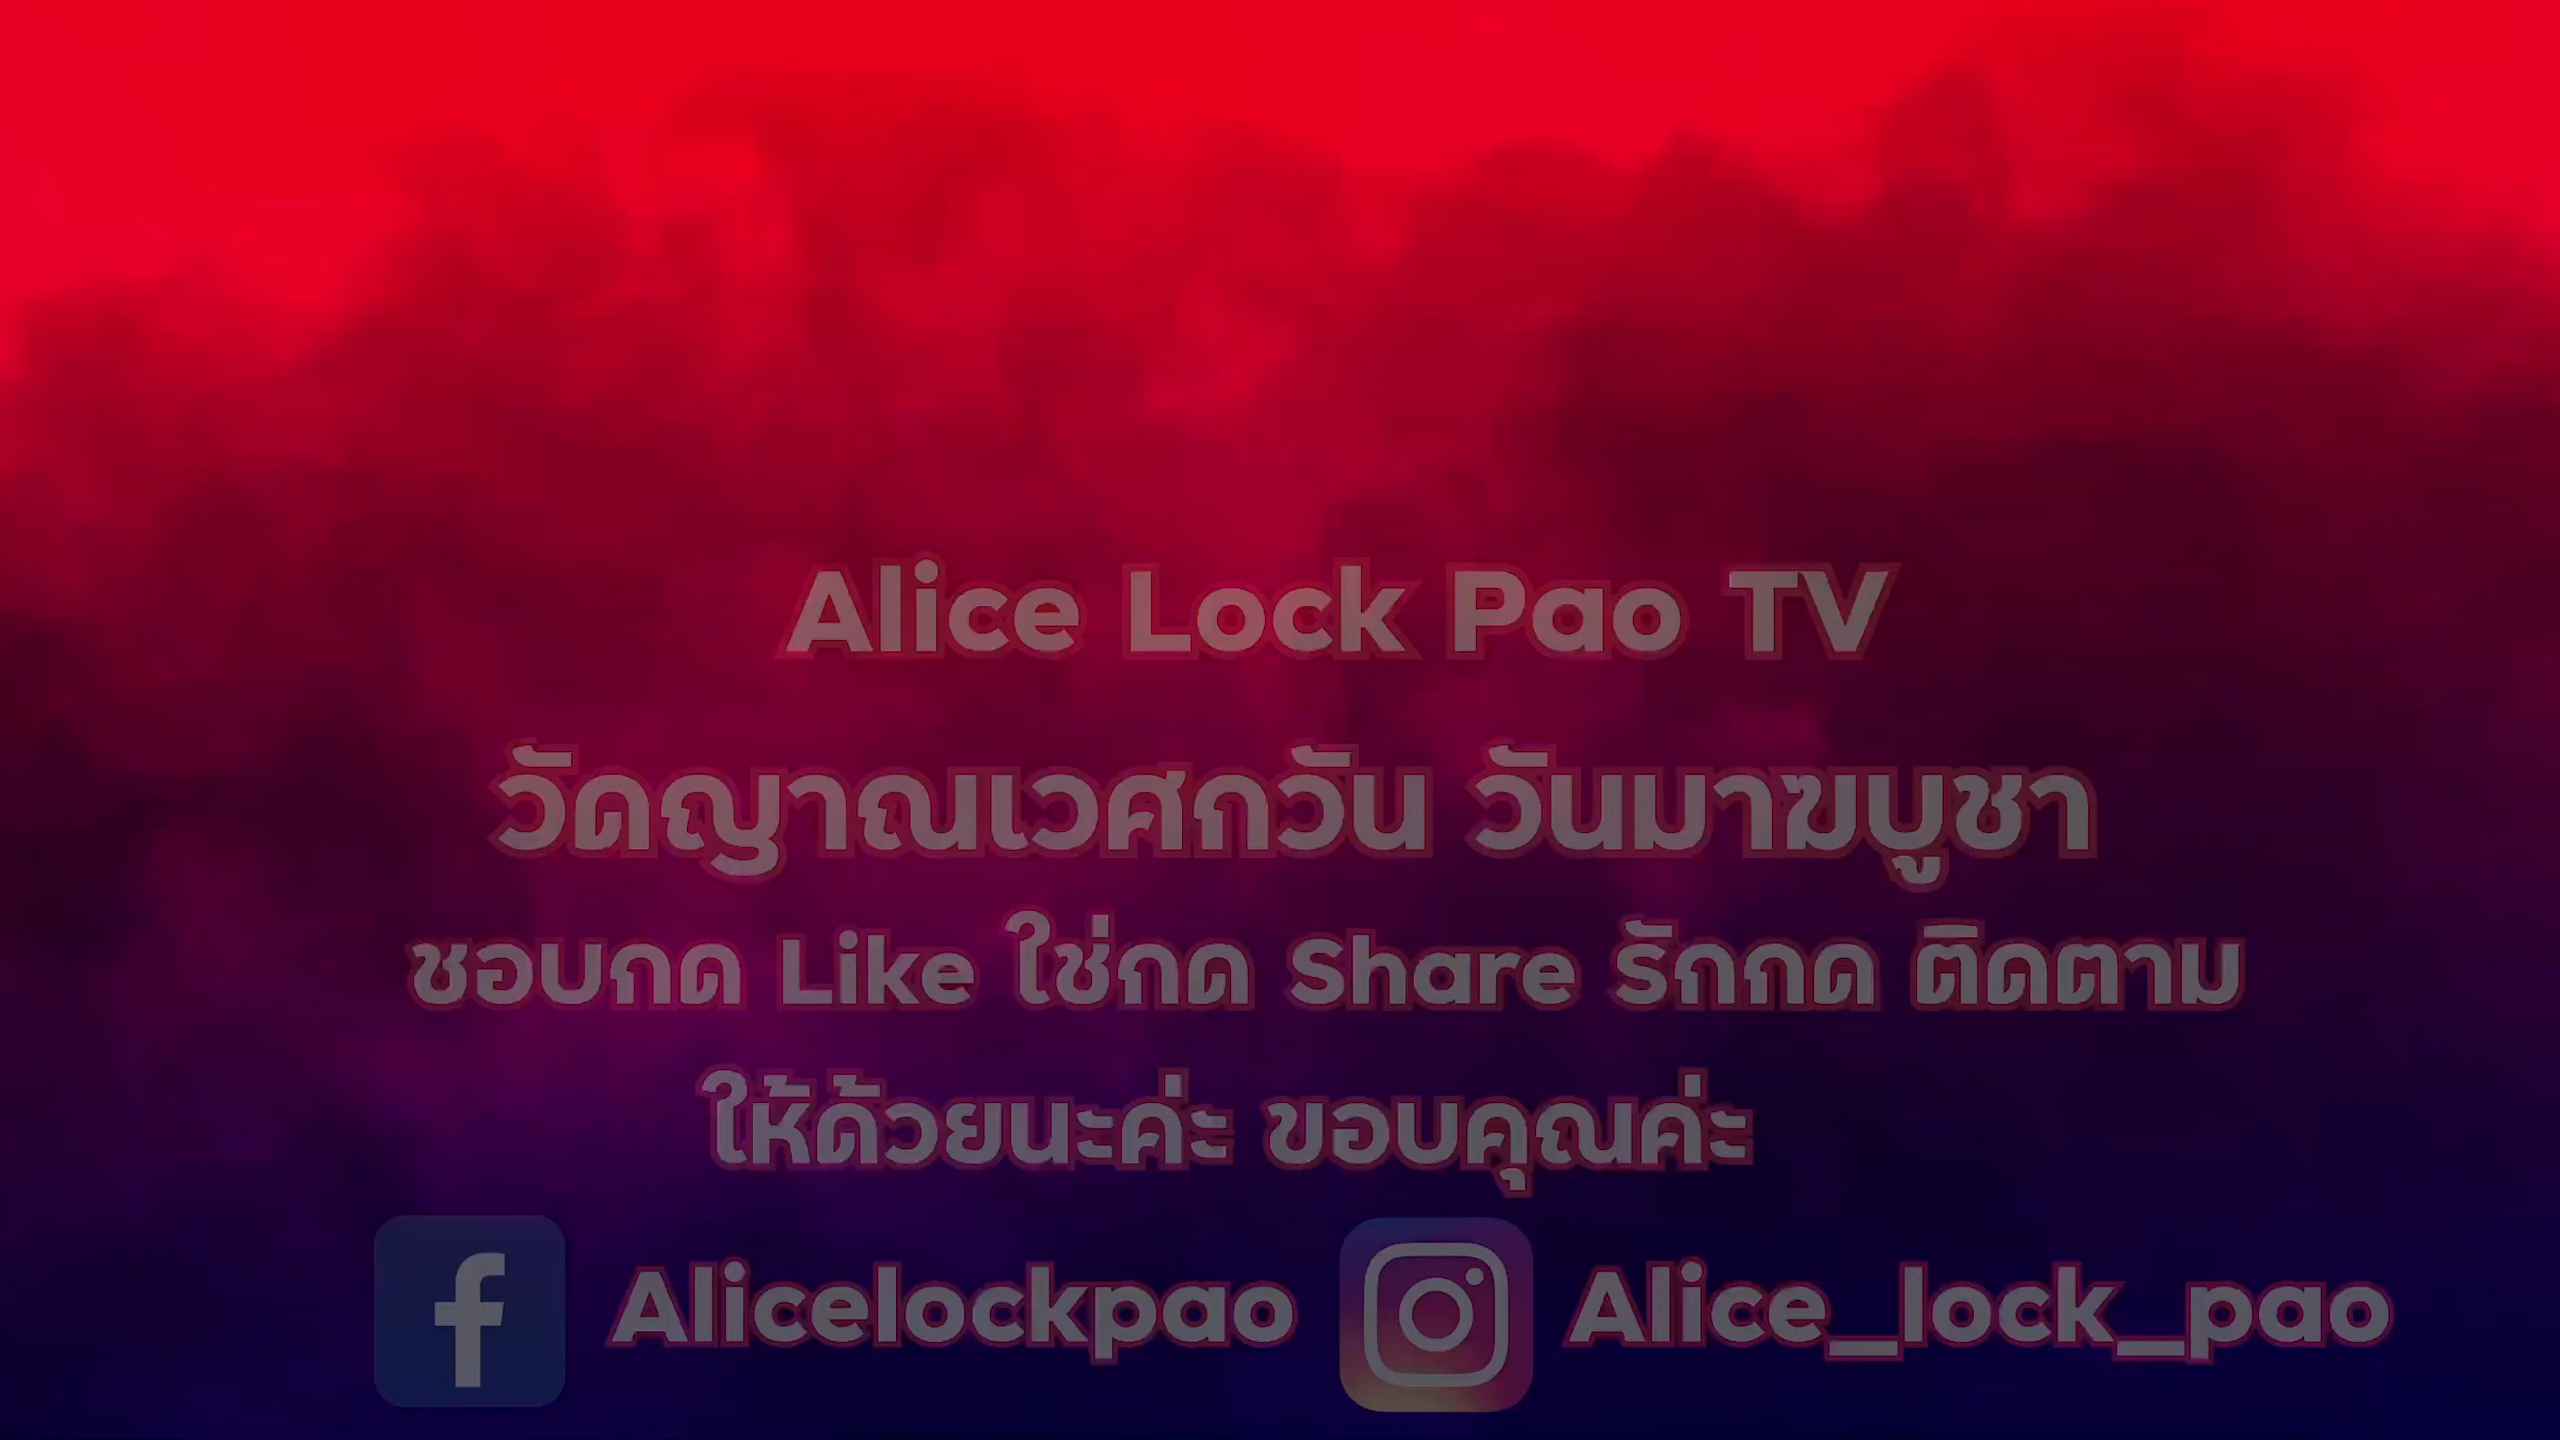 Alice Lock Pao TV
วัดญาณเวศกวัน วันมาฆบูชา
ชอบกด Like ใช่กด Share รักกด ติดตาม
ให้ด้วยนะค่ะ ขอบคุณค่ะ
Alicelockpao Alice_lock_pao